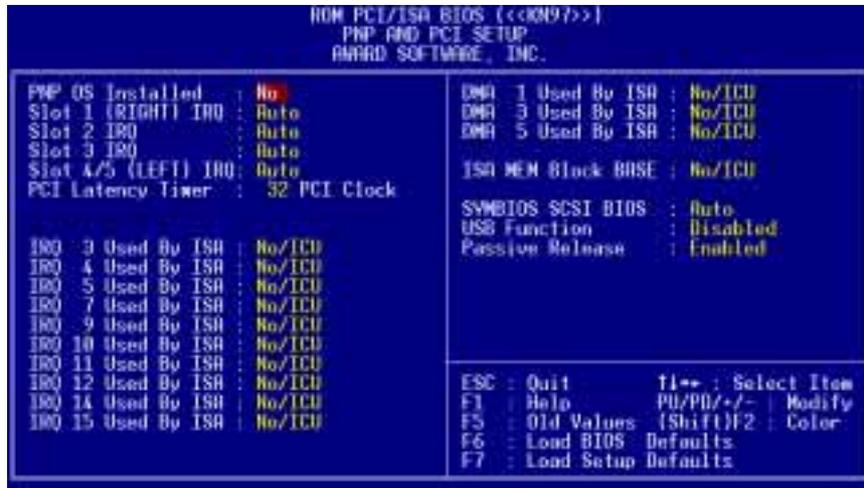 ROM PCI/ISA BIOS (<<KN97>>)
PNP AND PCI SETUP
AWARD SOFTWARE, INC.
PNP OS Installed : No
Slot 1 (RIGHT) IRQ : Auto
Slot 2 IRQ : Auto
Slot 3 IRQ : Auto
Slot 4/5 (LEFT) IRQ: Auto
PCI Latency Timer : 32 PCI Clock
IRQ 3 Used By ISA : No/ICU
IRQ 4 Used By ISA : No/ICU
IRQ 5 Used By ISA : No/ICU
IRQ 7 Used By ISA : No/ICU
IRQ 9 Used By ISA : No/ICU
IRQ 10 Used By ISA : No/ICU
IRQ 11 Used By ISA : No/ICU
IRQ 12 Used By ISA : No/ICU
IRQ 14 Used By ISA : No/ICU
IRQ 15 Used By ISA : No/ICU
DMA 1 Used By ISA : No/ICU
DMA 3 Used By ISA : No/ICU
DMA 5 Used By ISA : No/ICU
ISA MEM Block BASE : No/ICU
SYMBIOS SCSI BIOS : Auto
USB Function : Disabled
Passive Release : Enabled
ESC : Quit ↑↓→← : Select Item
F1 : Help PU/PD/+/- : Modify
F5 : Old Values (Shift)F2 : Color
F6 : Load BIOS Defaults
F7 : Load Setup Defaults